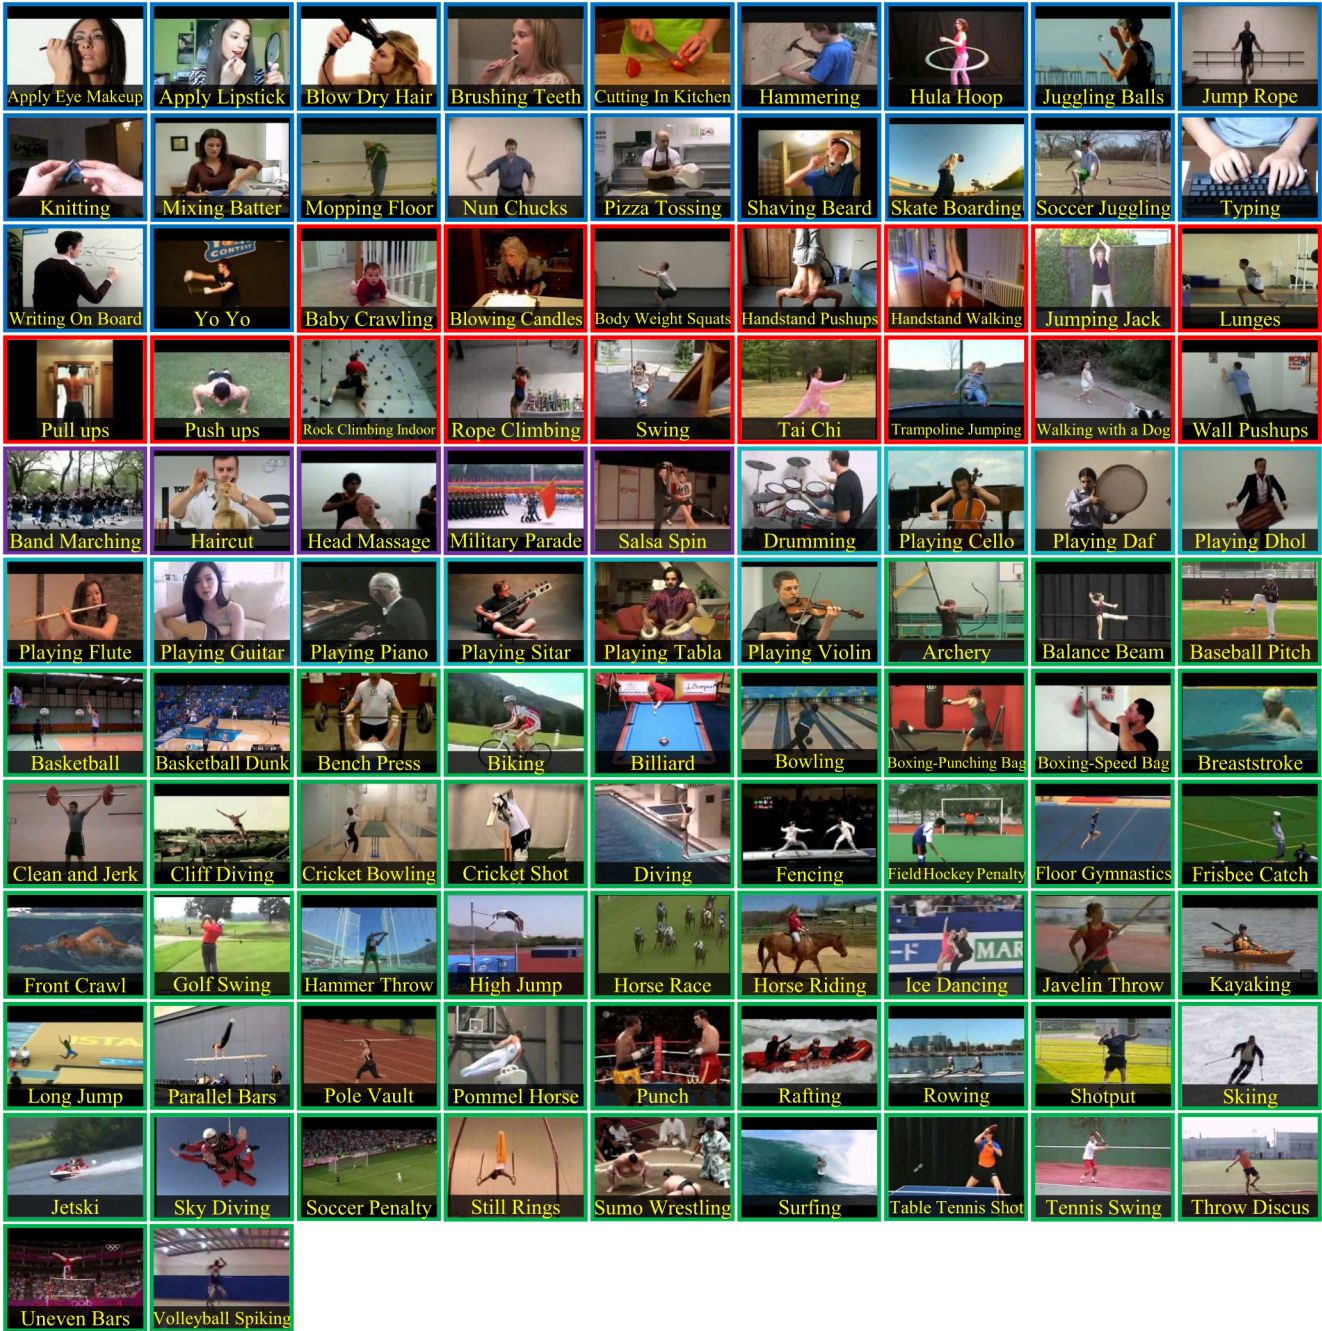 Apply Eye Makeup
Apply Lipstick
Blow Dry Hair
Brushing Teeth
Cutting In Kitchen
Hammering
Hula Hoop
Juggling Balls
Jump Rope
Knitting
Mixing Batter
Mopping Floor
Nun Chucks
Pizza Tossing
Shaving Beard
Skate Boarding
Soccer Juggling
Typing
CONTEST
Writing On Board
Yo Yo
Baby Crawling
Blowing Candles
Body Weight Squats
Handstand Pushups
Handstand Walking
Jumping Jack
Lunges
Pull ups
Push ups
Rock Climbing Indoor
Rope Climbing
Swing
Tai Chi
Trampoline Jumping
Walking with a Dog
Wall Pushups
Band Marching
Haircut
Head Massage
Military Parade
Salsa Spin
Drumming
Playing Cello
Playing Daf
Playing Dhol
Playing Flute
Playing Guitar
Playing Piano
Playing Sitar
Playing Tabla
Playing Violin
Archery
Balance Beam
Baseball Pitch
Basketball
Basketball Dunk
Bench Press
Biking
Billiard
Bowling
Boxing-Punching Bag
Boxing-Speed Bag
Breaststroke
Clean and Jerk
Cliff Diving
Cricket Bowling
Cricket Shot
Diving
Fencing
Field Hockey Penalty
Floor Gymnastics
Frisbee Catch
MAR
Front Crawl
Golf Swing
Hammer Throw
High Jump
Horse Race
Horse Riding
Ice Dancing
Javelin Throw
Kayaking
ISTA
Long Jump
Parallel Bars
Pole Vault
Pommel Horse
Punch
Rafting
Rowing
Shotput
Skiing
Jetski
Sky Diving
Soccer Penalty
Still Rings
Sumo Wrestling
Surfing
Table Tennis Shot
Tennis Swing
Throw Discus
Uneven Bars
Volleyball Spiking